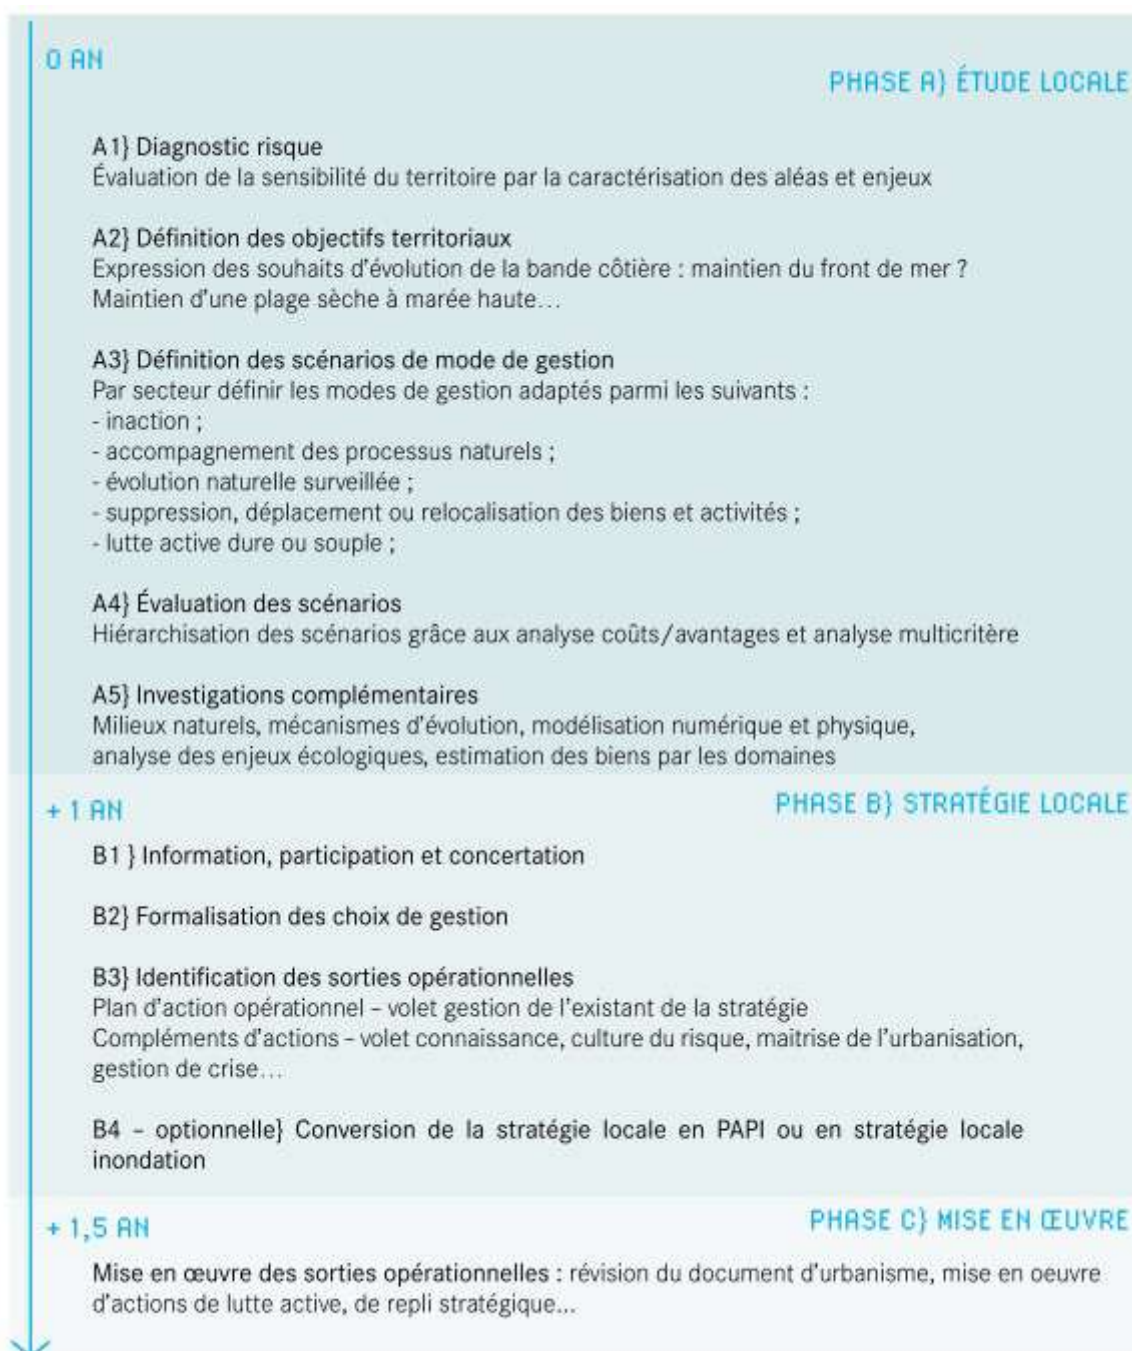 0 AN
PHASE A} ÉTUDE LOCALE
A1} Diagnostic risque
Évaluation de la sensibilité du territoire par la caractérisation des aléas et enjeux
A2} Définition des objectifs territoriaux
Expression des souhaits d'évolution de la bande côtière : maintien du front de mer ?
Maintien d'une plage sèche à marée haute…
A3} Définition des scénarios de mode de gestion
Par secteur définir les modes de gestion adaptés parmi les suivants :
- inaction ;
- accompagnement des processus naturels ;
- évolution naturelle surveillée ;
- suppression, déplacement ou relocalisation des biens et activités ;
- lutte active dure ou souple ;
A4} Évaluation des scénarios
Hiérarchisation des scénarios grâce aux analyse coûts/avantages et analyse multicritère
A5} Investigations complémentaires
Milieux naturels, mécanismes d'évolution, modélisation numérique et physique,
analyse des enjeux écologiques, estimation des biens par les domaines
+ 1 AN
PHASE B} STRATÉGIE LOCALE
B1 } Information, participation et concertation
B2} Formalisation des choix de gestion
B3} Identification des sorties opérationnelles
Plan d'action opérationnel – volet gestion de l'existant de la stratégie
Compléments d'actions – volet connaissance, culture du risque, maitrise de l'urbanisation,
gestion de crise…
B4 – optionnelle} Conversion de la stratégie locale en PAPI ou en stratégie locale
inondation
+ 1,5 AN
PHASE C} MISE EN ŒUVRE
Mise en œuvre des sorties opérationnelles : révision du document d'urbanisme, mise en oeuvre
d'actions de lutte active, de repli stratégique...